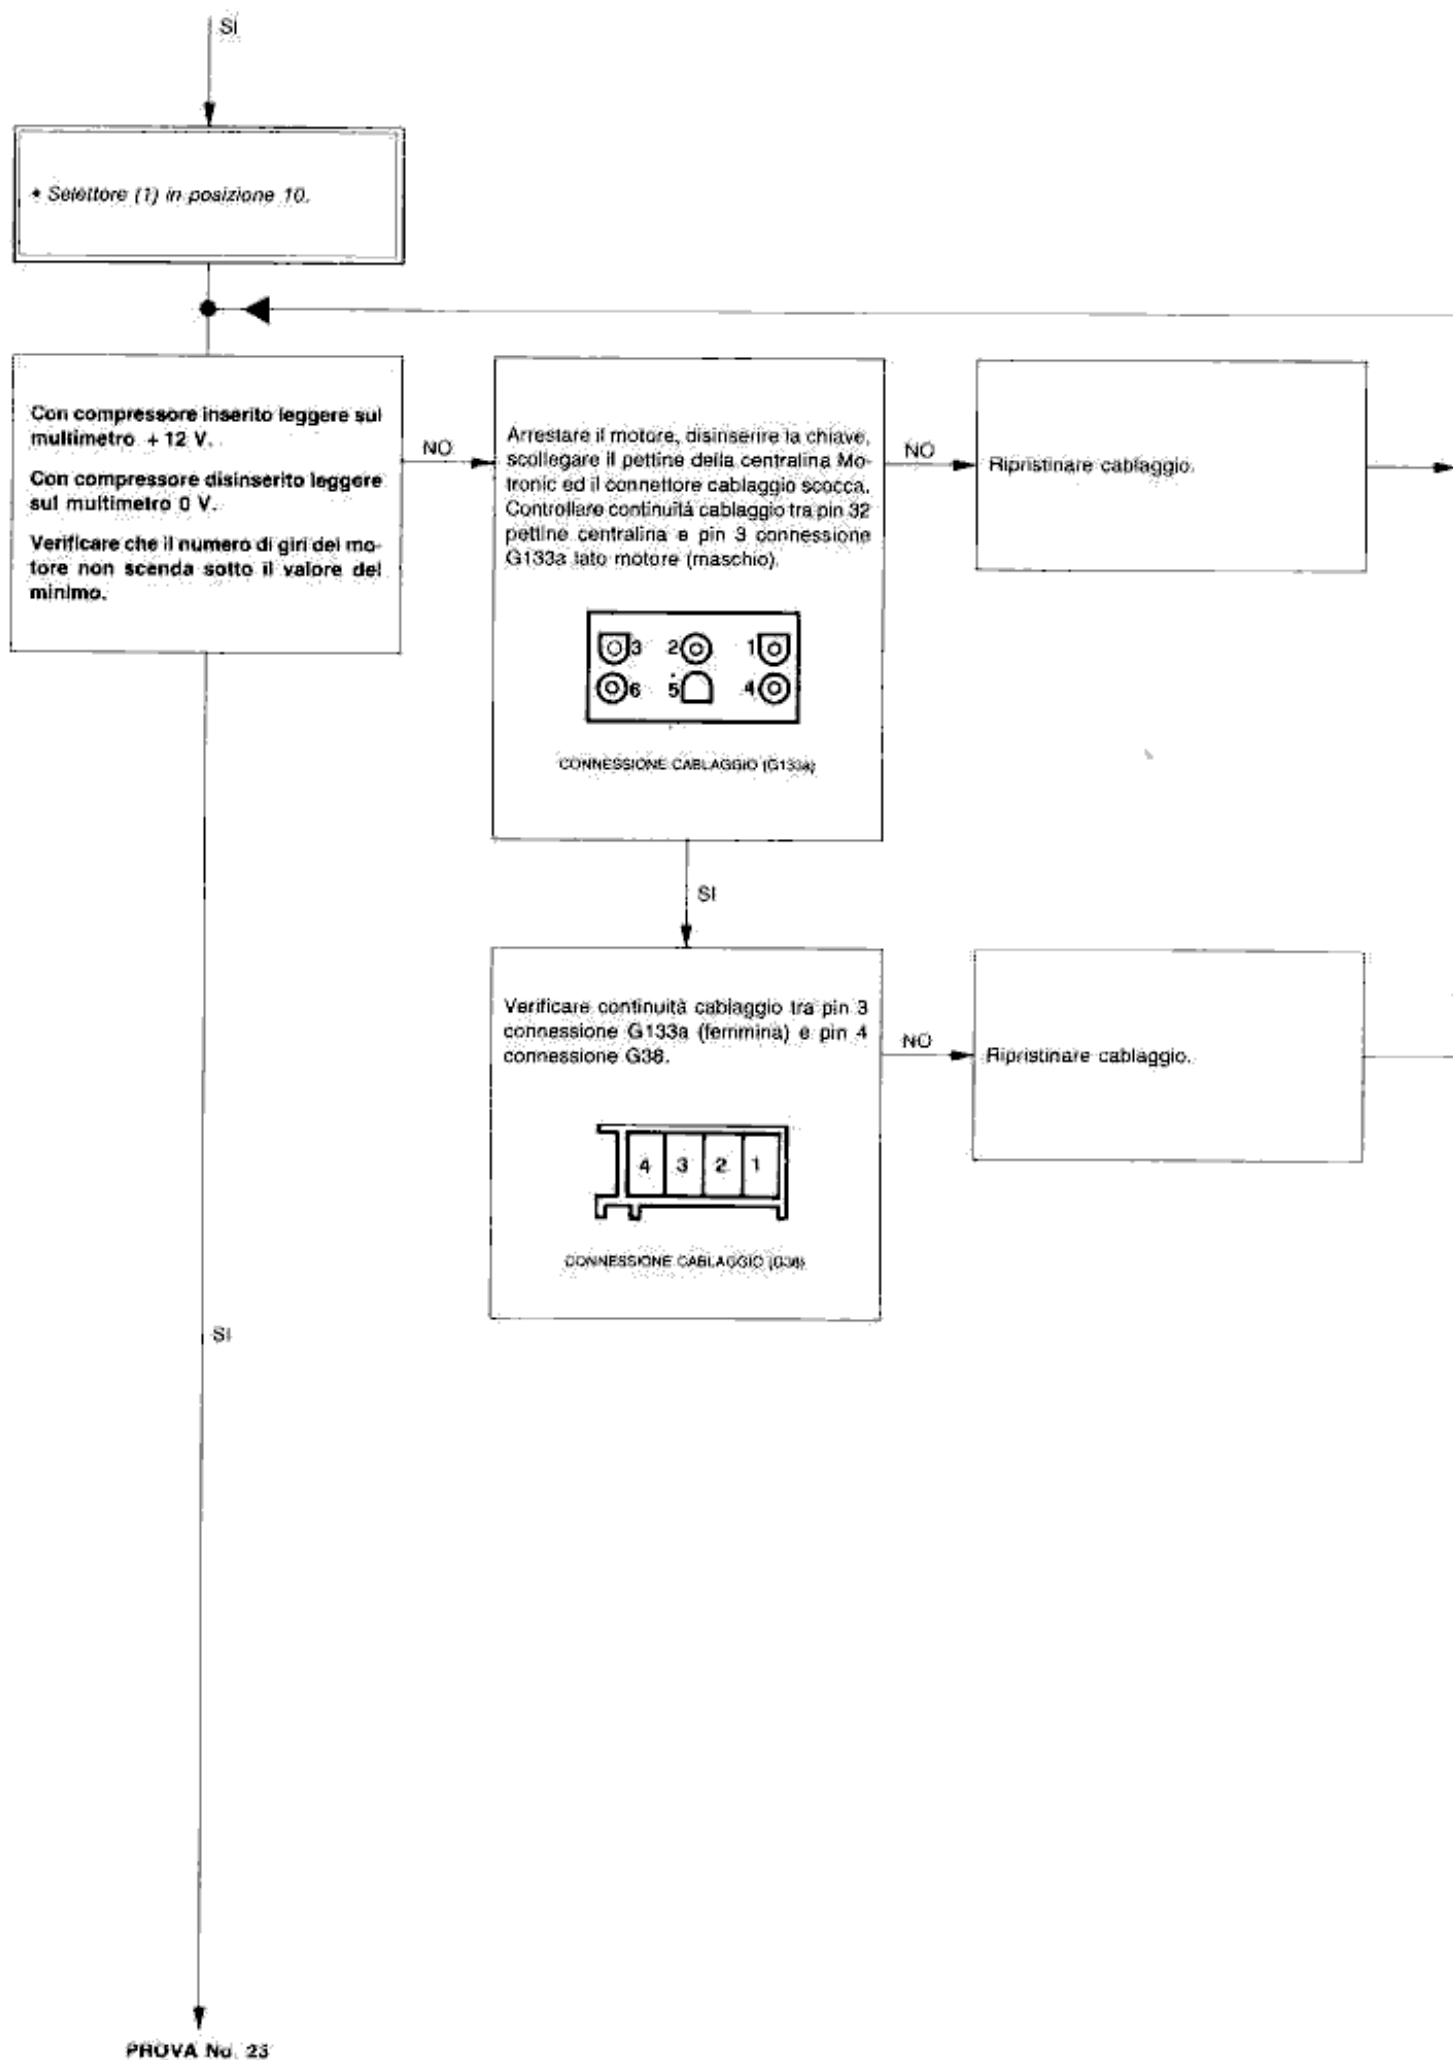 SI
• Selettore (1) in posizione 10.
Con compressore inserito leggere sul
multimetro + 12 V.
Con compressore disinserito leggere
sul multimetro 0 V.
Verificare che il numero di giri del mo-
tore non scenda sotto il valore del
minimo.
NO
Arrestare il motore, disinserire la chiave,
scollegare il pettine della centralina Mo-
tronic ed il connettore cablaggio scocca.
Controllare continuità cablaggio tra pin 32
pettine centralina e pin 3 connessione
G133a lato motore (maschio).
3 2 1
6 5 4
CONNESSIONE CABLAGGIO (G133a)
NO
Ripristinare cablaggio.
SI
Verificare continuità cablaggio tra pin 3
connessione G133a (femmina) e pin 4
connessione G38.
4 3 2 1
CONNESSIONE CABLAGGIO (G38)
NO
Ripristinare cablaggio.
SI
PROVA No. 23